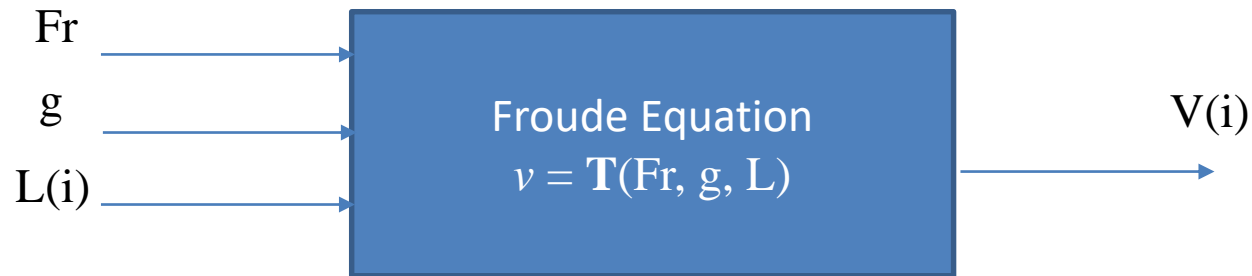 Fr
g
L(i)
Froude Equation
v = T(Fr, g, L)
V(i)